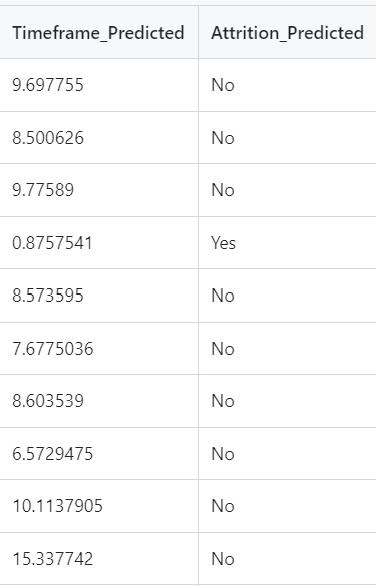 Timeframe_Predicted Attrition_Predicted
9.697755 No
8.500626 No
9.77589 No
0.8757541 Yes
8.573595 No
7.6775036 No
8.603539 No
6.5729475 No
10.1137905 No
15.337742 No